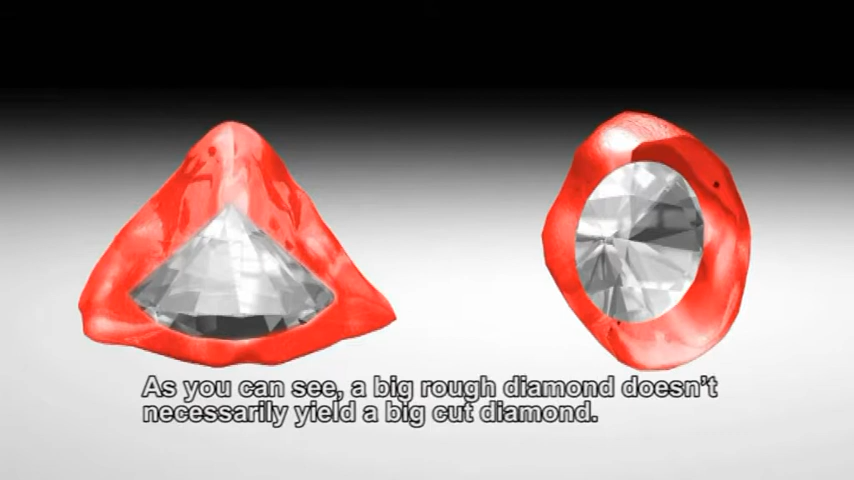 As you can see, a big rough diamond doesn't
necessarily yield a big cut diamond.